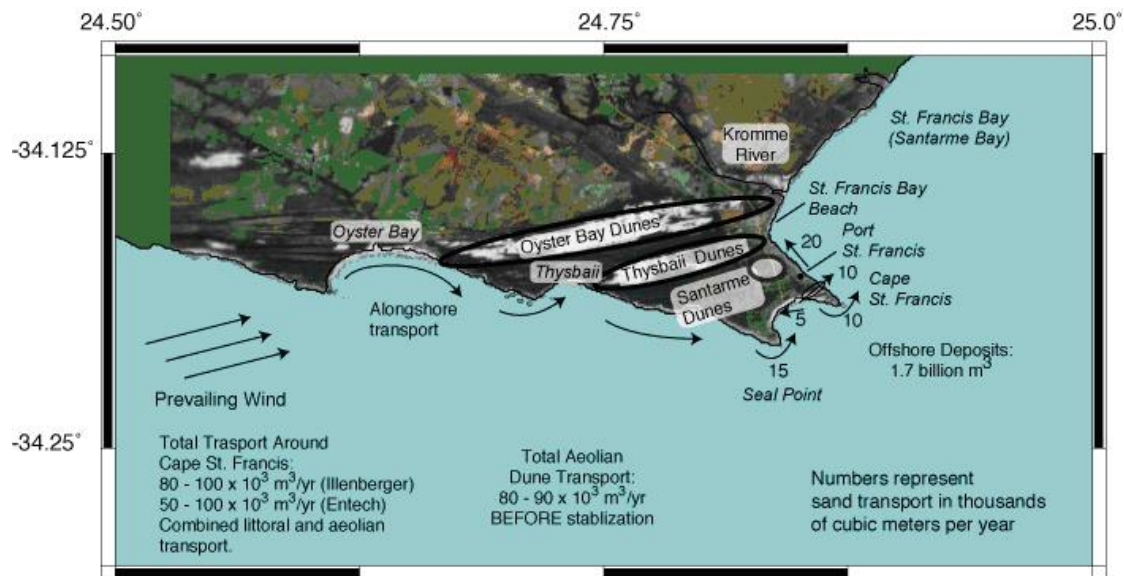 24.50°
24.75°
25.0°
-34.125°
-34.25°
Kromme
River
St. Francis Bay
(Santarme Bay)
St. Francis Bay
Beach
Port
St. Francis
Oyster Bay
Oyster Bay Dunes
Thysbaii
Thysbaii Dunes
Santarme
Dunes
20
10
Cape
St. Francis
5
10
15
Seal Point
Alongshore
transport
Offshore Deposits:
1.7 billion m³
Prevailing Wind
Total Trasport Around
Cape St. Francis:
80 - 100 x 10³ m³/yr (Illenberger)
50 - 100 x 10³ m³/yr (Entech)
Combined littoral and aeolian
transport.
Total Aeolian
Dune Transport:
80 - 90 x 10³ m³/yr
BEFORE stablization
Numbers represent
sand transport in thousands
of cubic meters per year